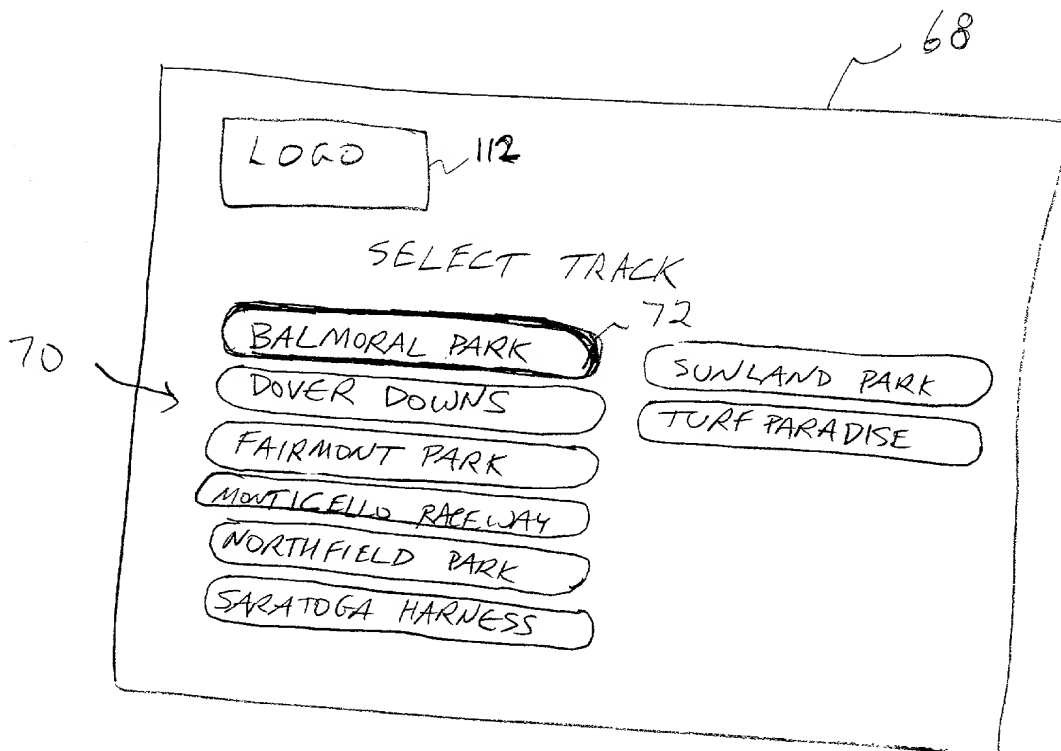 68
LOGO
112
SELECT TRACK
70
72
BALMORAL PARK
DOVER DOWNS
FAIRMONT PARK
MONTICELLO RACEWAY
NORTHFIELD PARK
SARATOGA HARNESS
SUNLAND PARK
TURF PARADISE